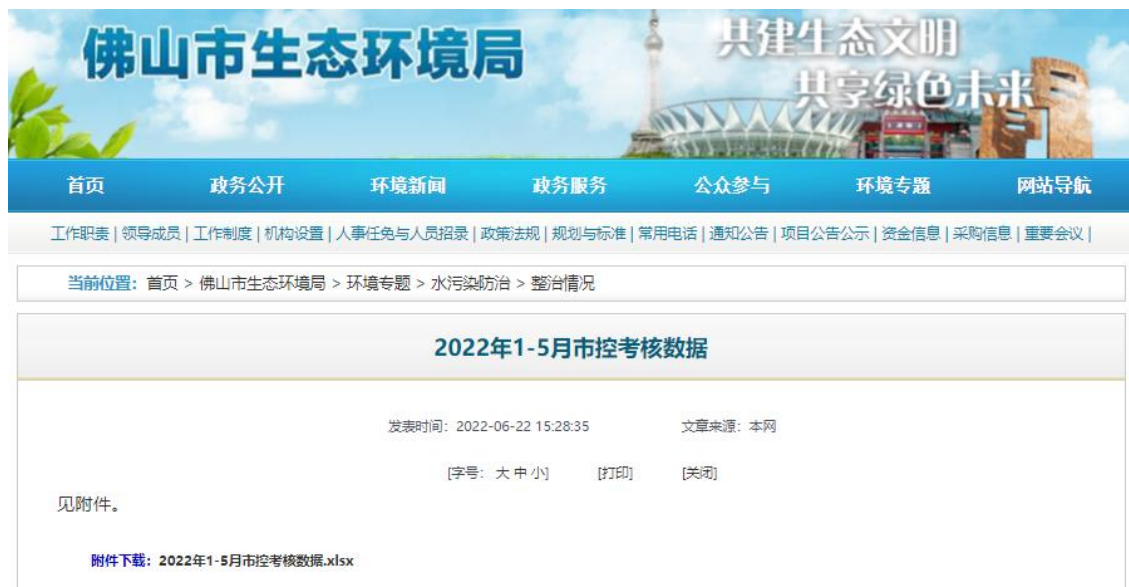 佛山市生态环境局
共建生态文明
共享绿色未来
首页 政务公开 环境新闻 政务服务 公众参与 环境专题 网站导航
工作职责 | 领导成员 | 工作制度 | 机构设置 | 人事任免与人员招录 | 政策法规 | 规划与标准 | 常用电话 | 通知公告 | 项目公告公示 | 资金信息 | 采购信息 | 重要会议 |
当前位置：首页 > 佛山市生态环境局 > 环境专题 > 水污染防治 > 整治情况
2022年1-5月市控考核数据
发表时间：2022-06-22 15:28:35 文章来源：本网
[字号：大 中 小] [打印] [关闭]
见附件。
附件下载：2022年1-5月市控考核数据.xlsx